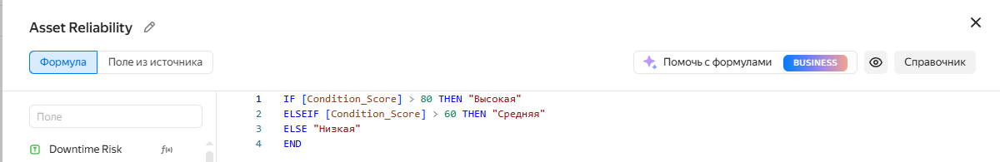 Asset Reliability
Формула Поле из источника
Помочь с формулами BUSINESS Справочник
1 IF [Condition_Score] > 80 THEN "Высокая"
2 ELSEIF [Condition_Score] > 60 THEN "Средняя"
3 ELSE "Низкая"
4 END
Поле
Downtime Risk f(x)